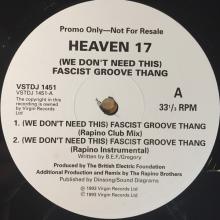 Promo Only—Not For Resale
HEAVEN 17
(WE DON'T NEED THIS)
FASCIST GROOVE THANG
VSTDJ 1451
VSTDJ 1451-A
The copyright in this
recording is owned
by Virgin Records
Ltd
A
33¹/₃ RPM
1. (WE DON'T NEED THIS) FASCIST GROOVE THANG
(Rapino Club Mix)
2. (WE DON'T NEED THIS) FASCIST GROOVE THANG
(Rapino Instrumental)
Written by B.E.F./Gregory
Produced by The British Electric Foundation
Additional Production and Remix by The Rapino Brothers
Published by Dinsong/Sound Diagrams
℗ 1993 Virgin Records Ltd
© 1993 Virgin Records Ltd